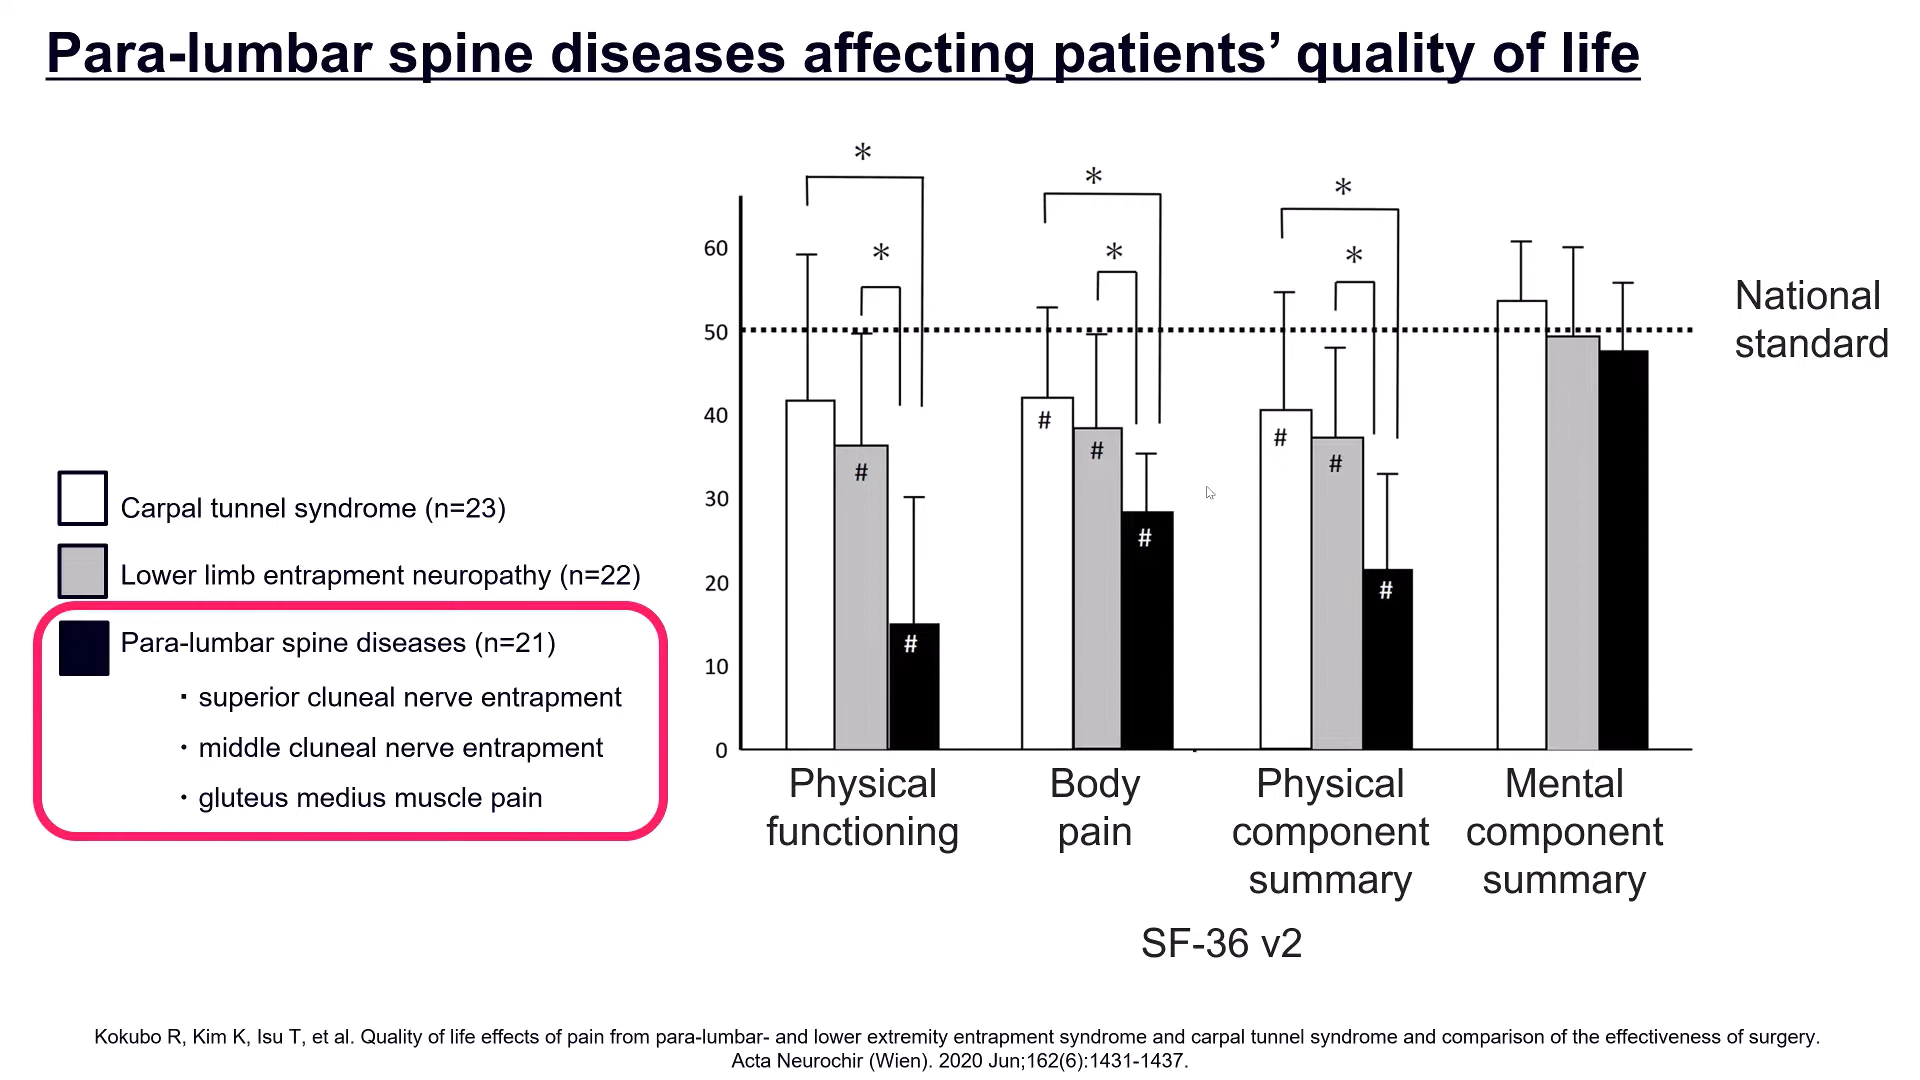 Para-lumbar spine diseases affecting patients’ quality of life
Carpal tunnel syndrome (n=23)
Lower limb entrapment neuropathy (n=22)
Para-lumbar spine diseases (n=21)
・superior cluneal nerve entrapment
・middle cluneal nerve entrapment
・gluteus medius muscle pain
60
50
40
30
20
10
0
*
*
*
*
*
*
#
#
#
#
#
#
#
#
National
standard
Physical
functioning
Body
pain
Physical
component
summary
Mental
component
summary
SF-36 v2
Kokubo R, Kim K, Isu T, et al. Quality of life effects of pain from para-lumbar- and lower extremity entrapment syndrome and carpal tunnel syndrome and comparison of the effectiveness of surgery.
Acta Neurochir (Wien). 2020 Jun;162(6):1431-1437.